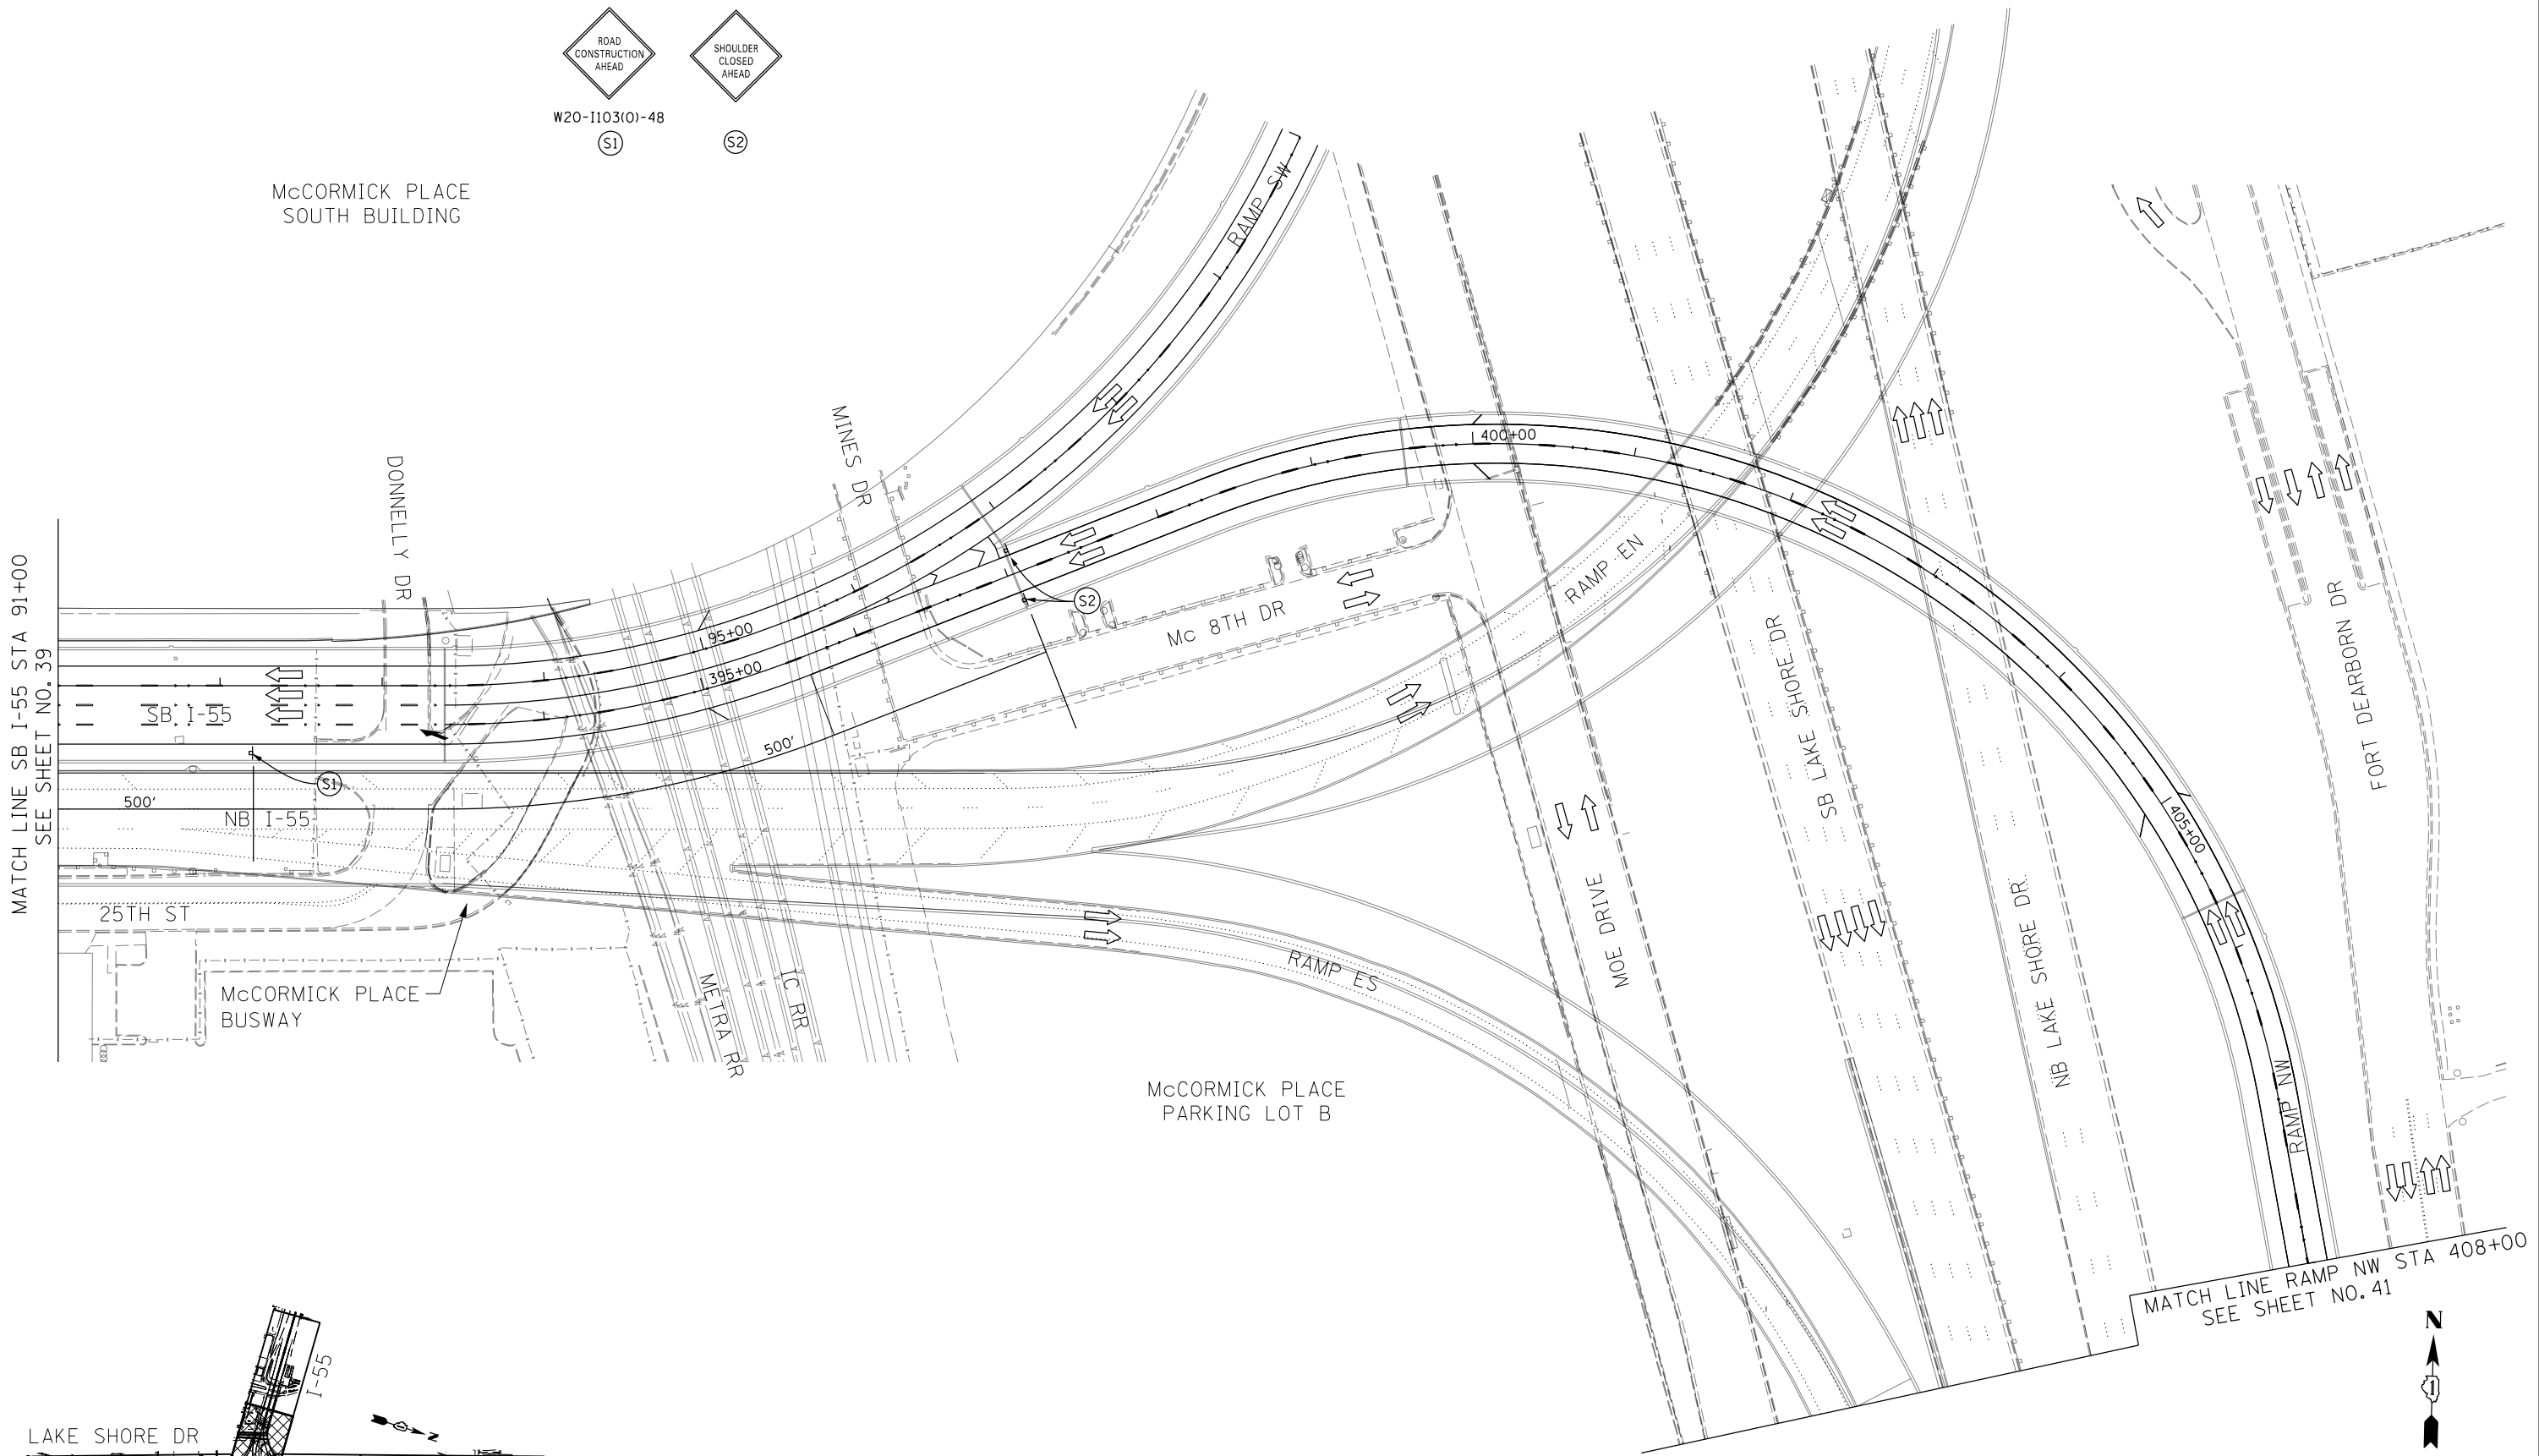 ROAD
CONSTRUCTION
AHEAD
SHOULDER
CLOSED
AHEAD
W20-I103(O)-48
S1
S2
McCORMICK PLACE
SOUTH BUILDING
RAMP SW
MINES DR
DONNELLY DR
400+00
MATCH LINE SB I-55 STA 91+00
SEE SHEET NO. 39
95+00
395+00
S2
Mc 8TH DR
RAMP EN
SB LAKE SHORE DR
FORT DEARBORN DR
SB I-55
500'
S1
500'
NB I-55
405+00
25TH ST
MOE DRIVE
NB LAKE SHORE DR.
RAMP ES
McCORMICK PLACE
BUSWAY
METRA RR
IC RR
McCORMICK PLACE
PARKING LOT B
RAMP NW
MATCH LINE RAMP NW STA 408+00
SEE SHEET NO. 41
N
1
I-55
LAKE SHORE DR
N